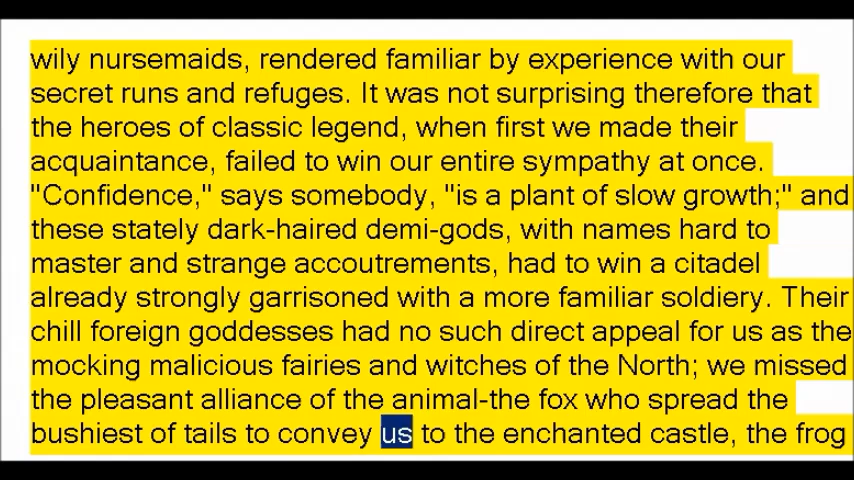 wily nursemaids, rendered familiar by experience with our
secret runs and refuges. It was not surprising therefore that
the heroes of classic legend, when first we made their
acquaintance, failed to win our entire sympathy at once.
"Confidence," says somebody, "is a plant of slow growth;" and
these stately dark-haired demi-gods, with names hard to
master and strange accoutrements, had to win a citadel
already strongly garrisoned with a more familiar soldiery. Their
chill foreign goddesses had no such direct appeal for us as the
mocking malicious fairies and witches of the North; we missed
the pleasant alliance of the animal-the fox who spread the
bushiest of tails to convey us to the enchanted castle, the frog